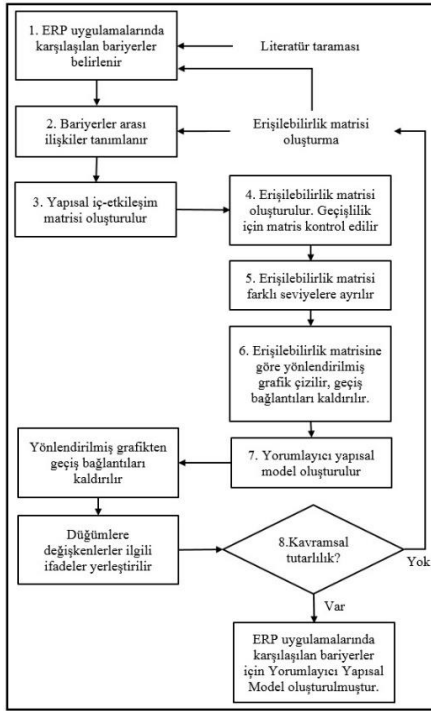 1. ERP uygulamalarında
karşılaşılan bariyerler
belirlenir
Literatür taraması
2. Bariyerler arası
ilişkiler tanımlanır
Erişilebilirlik matrisi
oluşturma
3. Yapısal iç-etkileşim
matrisi oluşturulur
4. Erişilebilirlik matrisi
oluşturulur. Geçişlilik
için matris kontrol edilir
5. Erişilebilirlik matrisi
farklı seviyelere ayrılır
6. Erişilebilirlik matrisine
göre yönlendirilmiş
grafik çizilir, geçiş
bağlantıları kaldırılır.
7. Yorumlayıcı yapısal
model oluşturulur
Yönlendirilmiş grafikten
geçiş bağlantıları
kaldırılır
Düğümlere
değişkenlerle ilgili
ifadeler yerleştirilir
8.Kavramsal
tutarlılık?
Yok
Var
ERP uygulamalarında
karşılaşılan bariyerler
için Yorumlayıcı Yapısal
Model oluşturulmuştur.